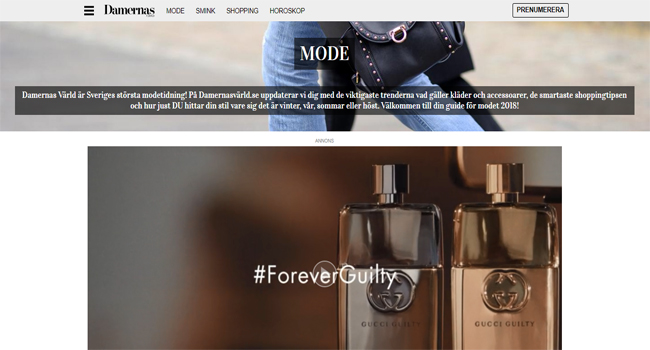 Damernas
MODE SMINK SHOPPING HOROSKOP
PRENUMERERA
MODE
Damernas Värld är Sveriges största modetidning! På Damernasvärld.se uppdaterar vi dig med de viktigaste trenderna vad gäller kläder och accessoarer, de smartaste shoppingtipsen
och hur just DU hittar din stil vare sig det är vinter, vår, sommar eller höst. Välkommen till din guide för modet 2018!
ANNONS
#ForeverGuilty
GUCCI GUILTY GUCCI GUILTY